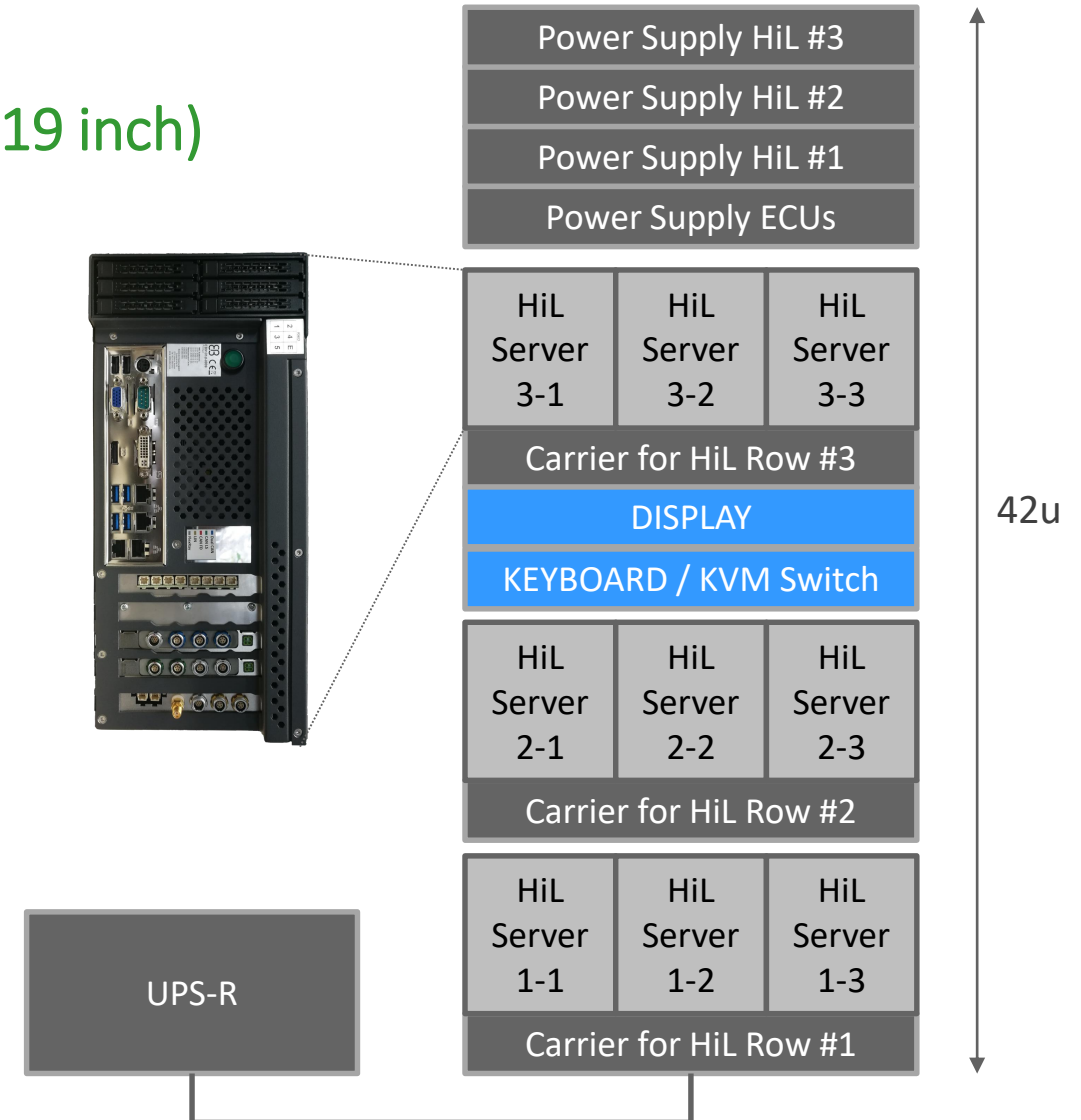 19 inch)
Power Supply HiL #3
Power Supply HiL #2
Power Supply HiL #1
Power Supply ECUs
HiL
Server
3-1
HiL
Server
3-2
HiL
Server
3-3
Carrier for HiL Row #3
DISPLAY
KEYBOARD / KVM Switch
42u
HiL
Server
2-1
HiL
Server
2-2
HiL
Server
2-3
Carrier for HiL Row #2
HiL
Server
1-1
HiL
Server
1-2
HiL
Server
1-3
Carrier for HiL Row #1
UPS-R